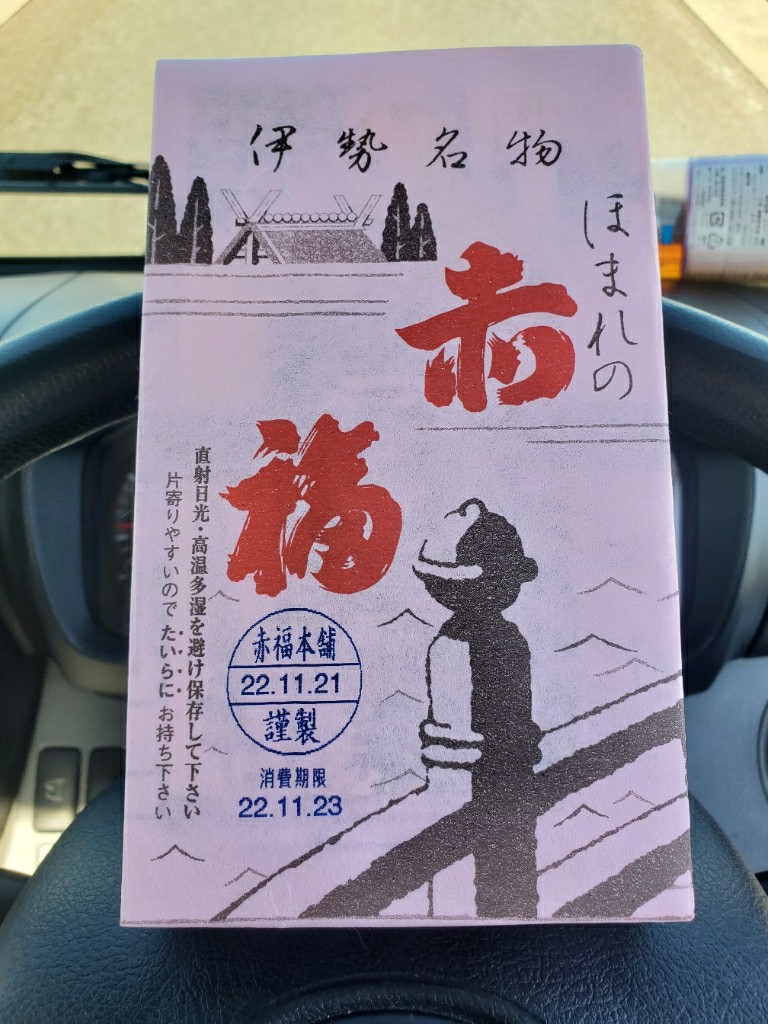 伊勢名物
ほまれの
赤
福
直射日光・高温多湿を避け保存して下さい
片寄りやすいので たいらに お持ち下さい
赤福本舗
22.11.21
謹製
消費期限
22.11.23